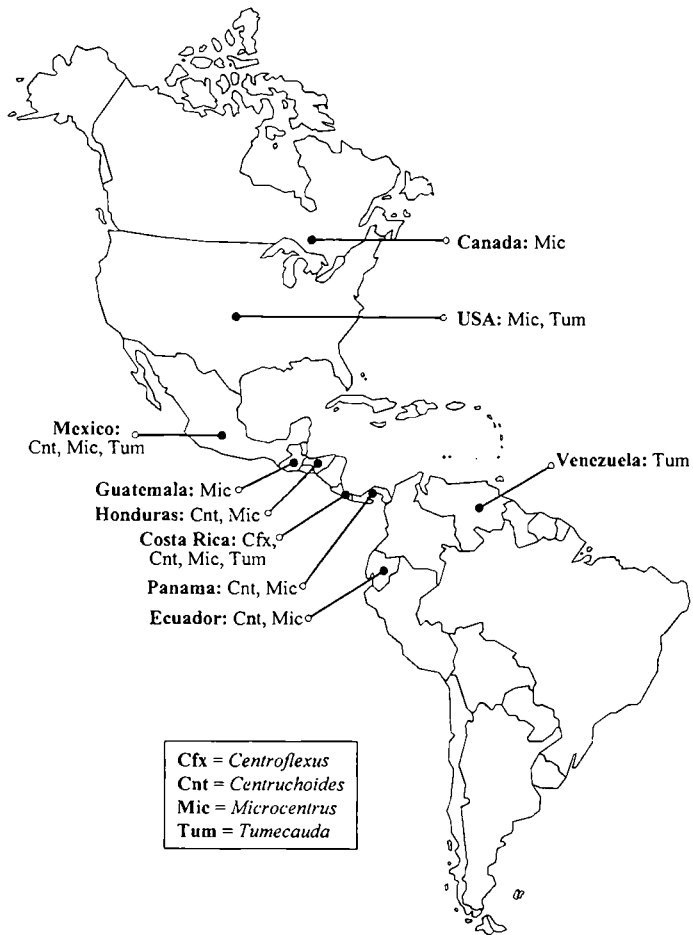 Canada: Mic
USA: Mic, Tum
Mexico:
Cnt, Mic, Tum
Venezuela: Tum
Guatemala: Mic
Honduras: Cnt, Mic
Costa Rica: Cfx,
Cnt, Mic, Tum
Panama: Cnt, Mic
Ecuador: Cnt, Mic
Cfx = Centroflexus
Cnt = Centruchoides
Mic = Microcentrus
Tum = Tumecauda